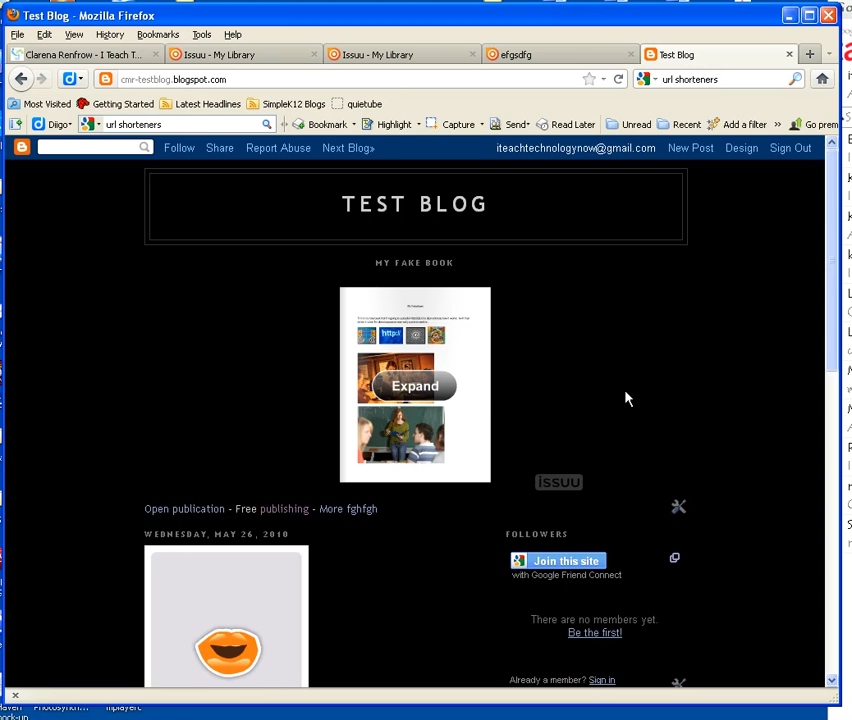 Test Blog - Mozilla Firefox
File Edit View History Bookmarks Tools Help
Clarena Renfrow - I Teach T... Issuu - My Library Issuu - My Library efgsdfg Test Blog
cmr-testblog.blogspot.com url shorteners
Most Visited Getting Started Latest Headlines SimpleK12 Blogs quietube
Diigo url shorteners Bookmark Highlight Capture Send Read Later Unread Recent Add a filter » Go prem
Follow Share Report Abuse Next Blog» iteachtechnologynow@gmail.com New Post Design Sign Out
TEST BLOG
MY FAKE BOOK
http://
@
Expand
issuu
Open publication - Free publishing - More fghfgh
WEDNESDAY, MAY 26, 2010 FOLLOWERS
Join this site
with Google Friend Connect
There are no members yet.
Be the first!
Already a member? Sign in